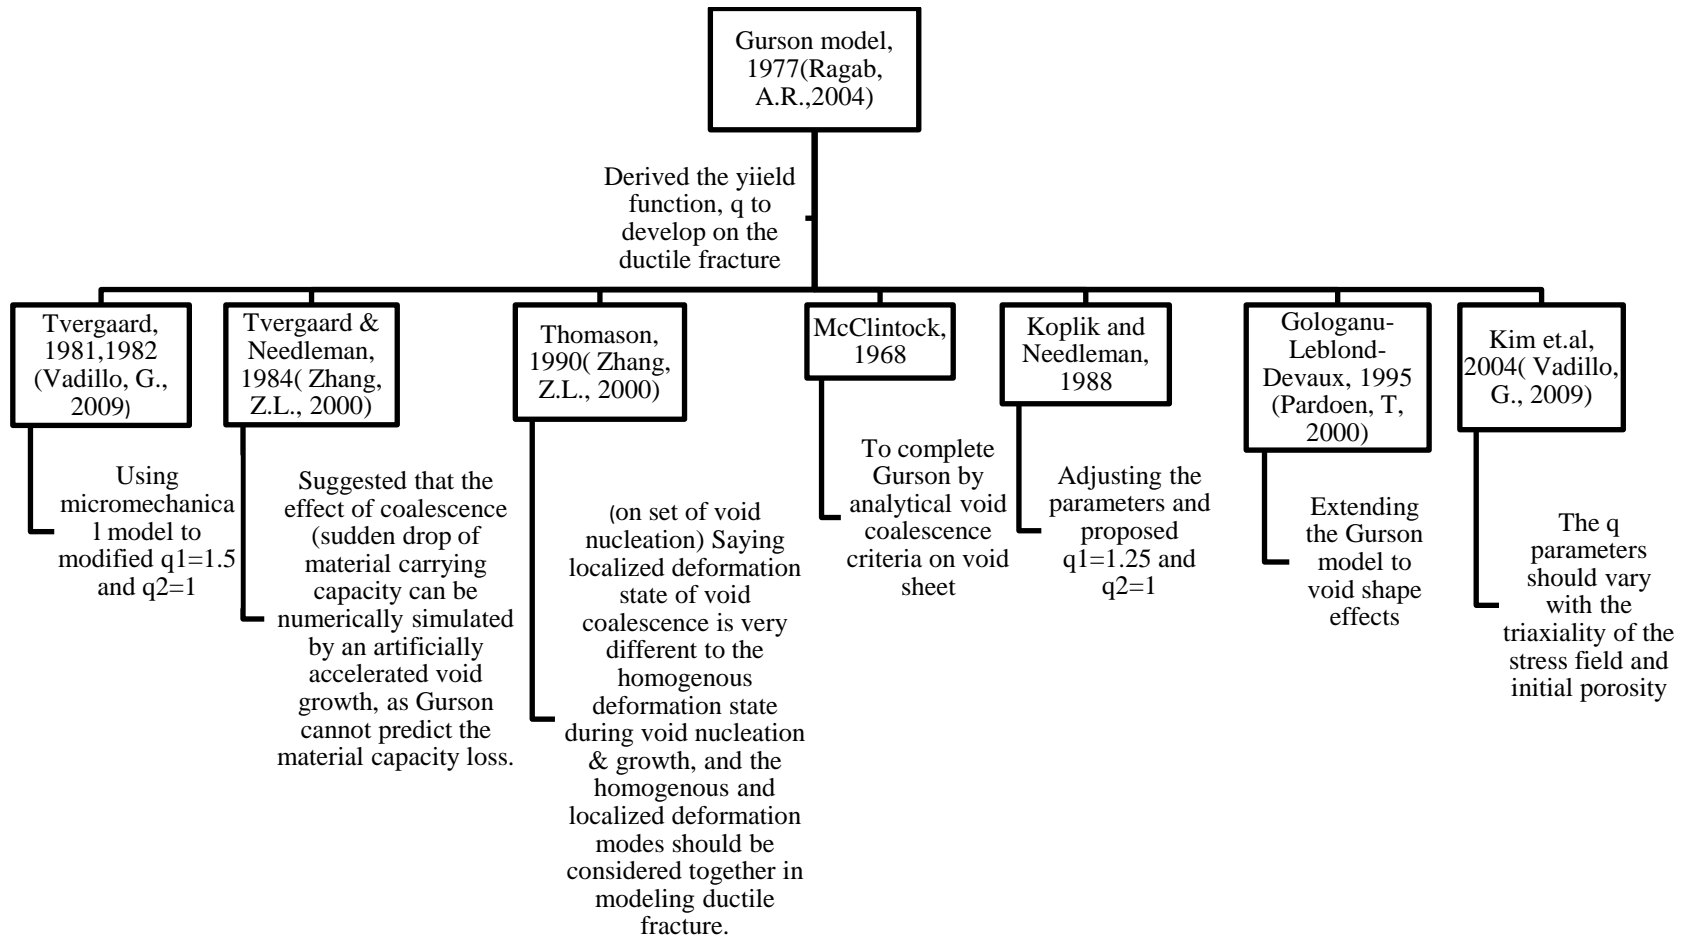 Gurson model,
1977(Ragab,
A.R.,2004)
Derived the yiield
function, q to
develop on the
ductile fracture
Tvergaard,
1981,1982
(Vadillo, G.,
2009)
Using
micromechanica
l model to
modified q1=1.5
and q2=1
Tvergaard &
Needleman,
1984( Zhang,
Z.L., 2000)
Suggested that the
effect of coalescence
(sudden drop of
material carrying
capacity can be
numerically simulated
by an artificially
accelerated void
growth, as Gurson
cannot predict the
material capacity loss.
Thomason,
1990( Zhang,
Z.L., 2000)
(on set of void
nucleation) Saying
localized deformation
state of void
coalescence is very
different to the
homogenous
deformation state
during void nucleation
& growth, and the
homogenous and
localized deformation
modes should be
considered together in
modeling ductile
fracture.
McClintock,
1968
To complete
Gurson by
analytical void
coalescence
criteria on void
sheet
Koplik and
Needleman,
1988
Adjusting the
parameters and
proposed
q1=1.25 and
q2=1
Gologanu-
Leblond-
Devaux, 1995
(Pardoen, T,
2000)
Extending
the Gurson
model to
void shape
effects
Kim et.al,
2004( Vadillo,
G., 2009)
The q
parameters
should vary
with the
triaxiality of the
stress field and
initial porosity